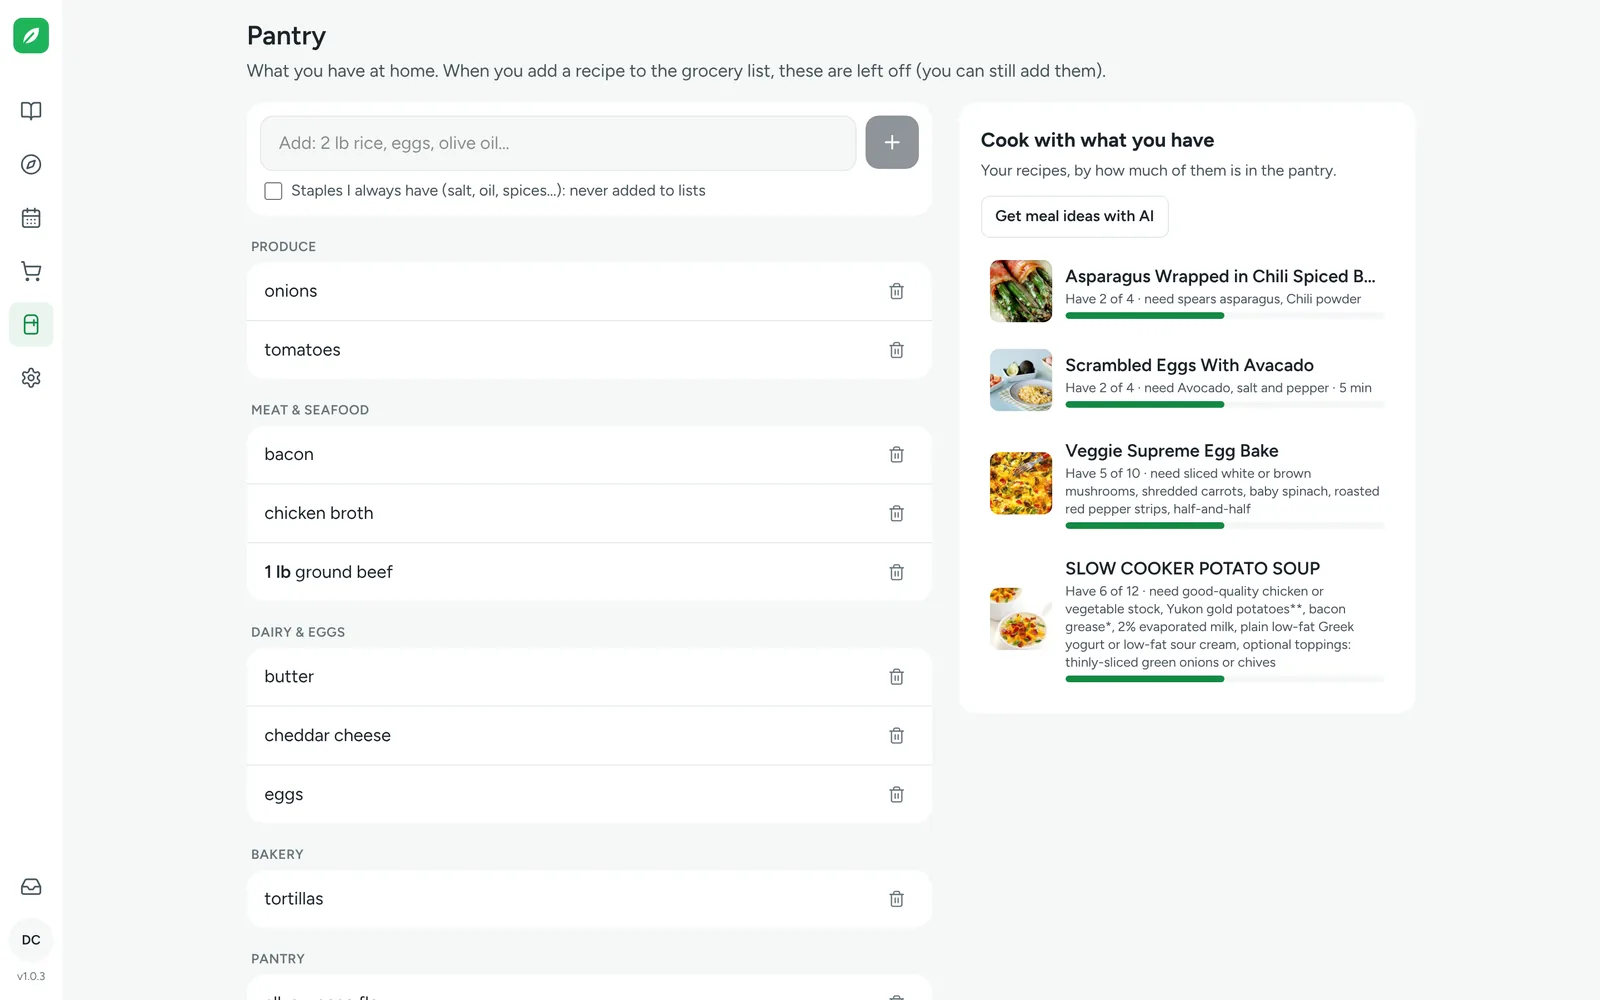 Pantry
What you have at home. When you add a recipe to the grocery list, these are left off (you can still add them).
Add: 2 lb rice, eggs, olive oil...
Staples I always have (salt, oil, spices...): never added to lists
PRODUCE
onions
tomatoes
MEAT & SEAFOOD
bacon
chicken broth
1 lb ground beef
DAIRY & EGGS
butter
cheddar cheese
eggs
BAKERY
tortillas
PANTRY
Cook with what you have
Your recipes, by how much of them is in the pantry.
Get meal ideas with AI
Asparagus Wrapped in Chili Spiced B...
Have 2 of 4 · need spears asparagus, Chili powder
Scrambled Eggs With Avacado
Have 2 of 4 · need Avocado, salt and pepper · 5 min
Veggie Supreme Egg Bake
Have 5 of 10 · need sliced white or brown
mushrooms, shredded carrots, baby spinach, roasted
red pepper strips, half-and-half
SLOW COOKER POTATO SOUP
Have 6 of 12 · need good-quality chicken or
vegetable stock, Yukon gold potatoes**, bacon
grease*, 2% evaporated milk, plain low-fat Greek
yogurt or low-fat sour cream, optional toppings:
thinly-sliced green onions or chives
DC
v1.0.3